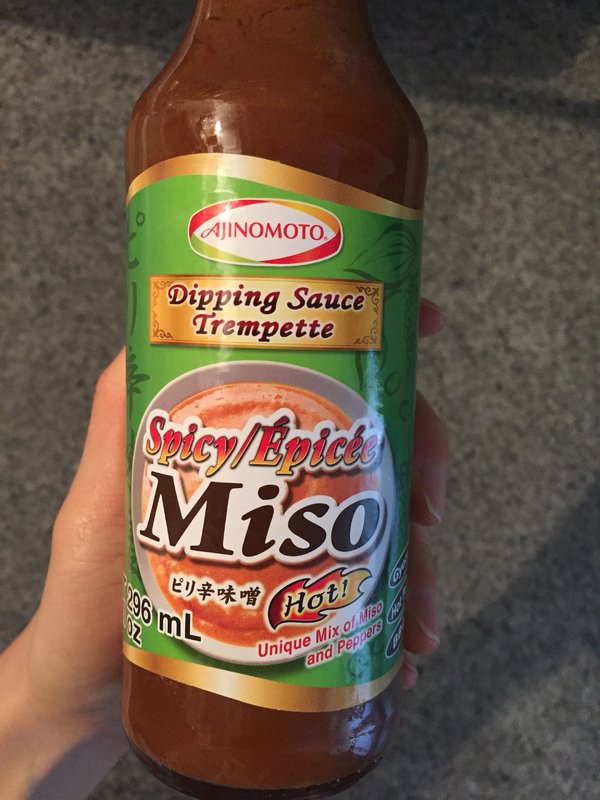 AJINOMOTO®
Dipping Sauce
Trempette
Spicy/Épicée
Miso
ピリ辛味噌
Hot!
296 mL
OZ
Unique Mix of Miso
and Peppers